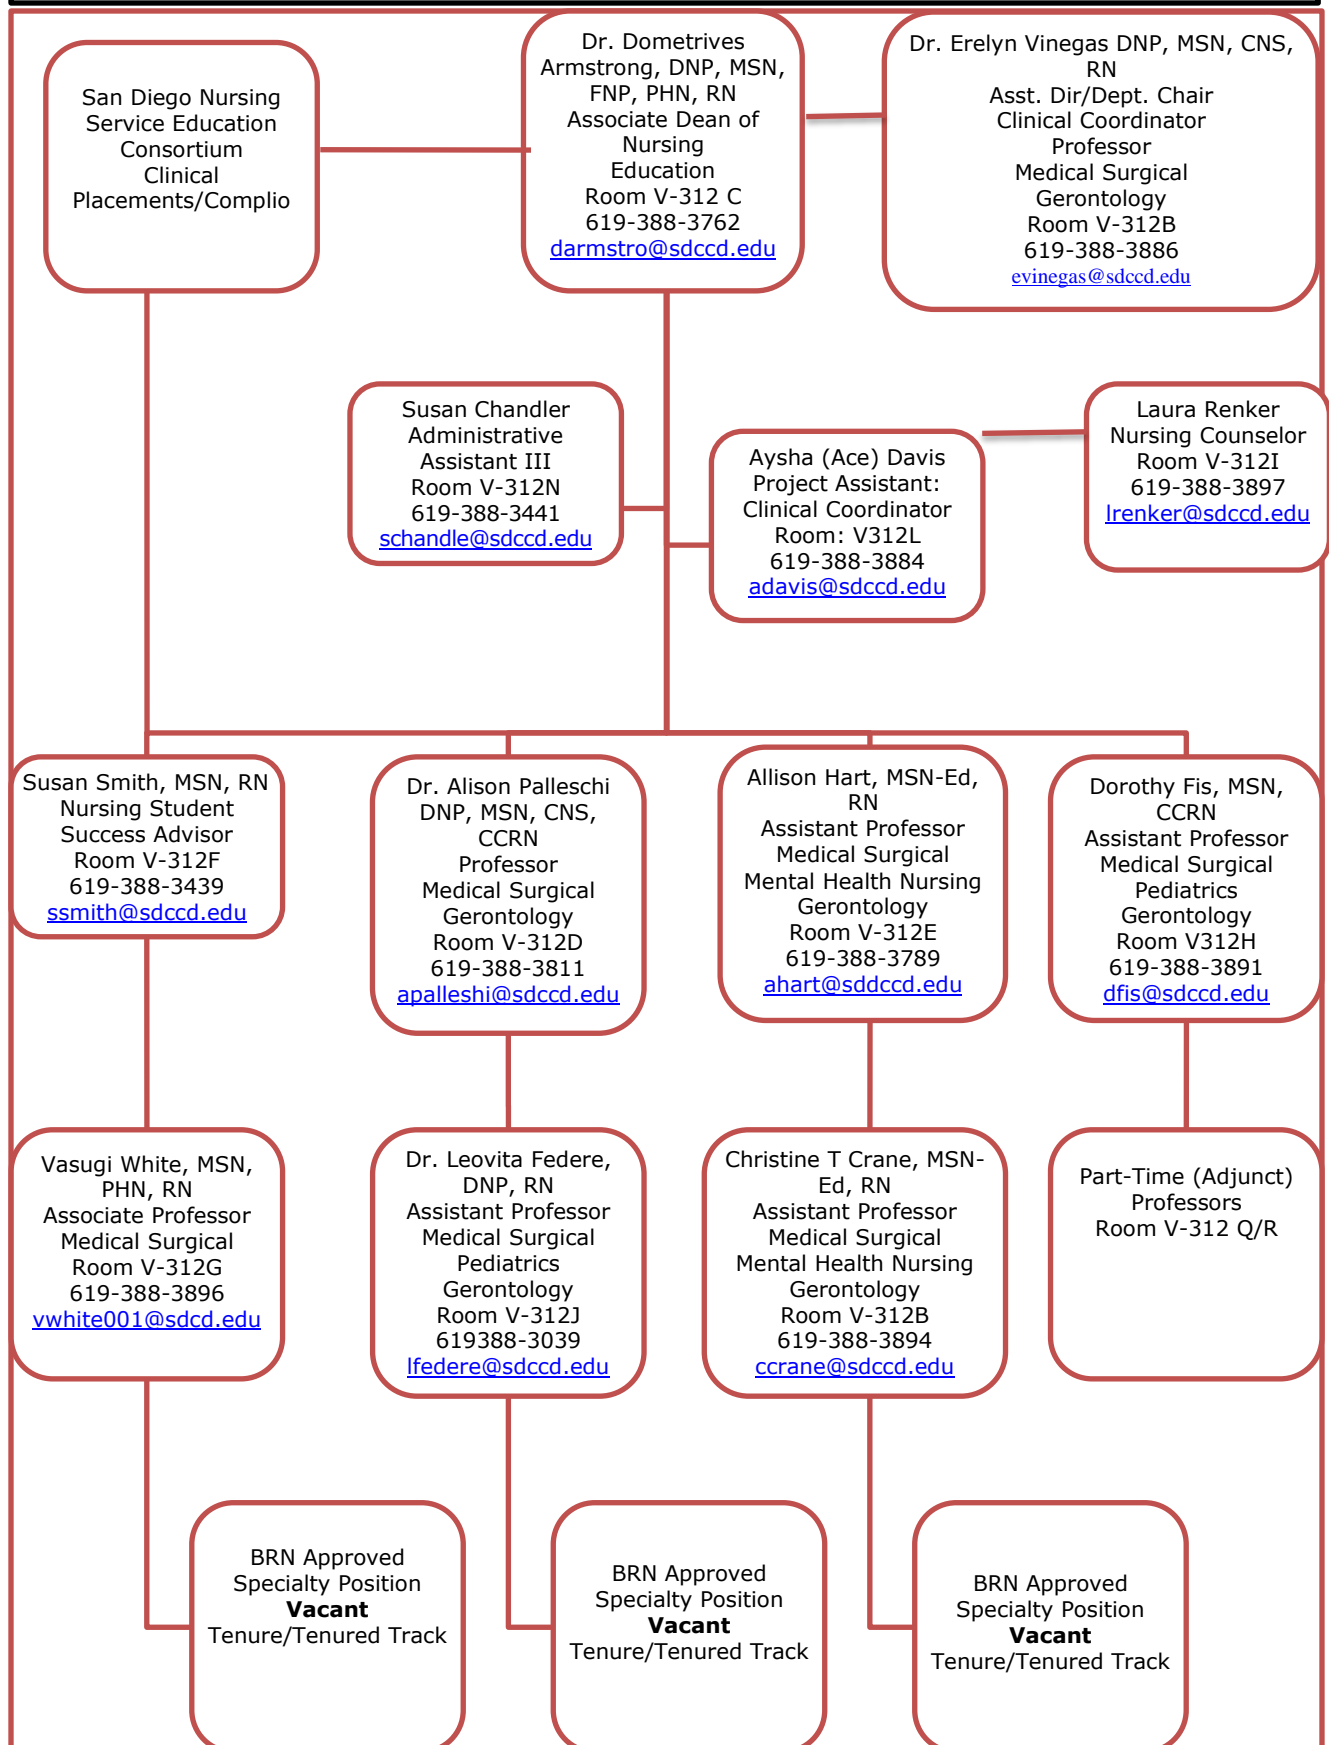 San Diego Nursing
Service Education
Consortium
Clinical
Placements/Complio
Dr. Dometrives
Armstrong, DNP, MSN,
FNP, PHN, RN
Associate Dean of
Nursing
Education
Room V-312 C
619-388-3762
darmstro@sdccd.edu
Dr. Erelyn Vinegas DNP, MSN, CNS,
RN
Asst. Dir/Dept. Chair
Clinical Coordinator
Professor
Medical Surgical
Gerontology
Room V-312B
619-388-3886
evinegas@sdccd.edu
Susan Chandler
Administrative
Assistant III
Room V-312N
619-388-3441
schandle@sdccd.edu
Aysha (Ace) Davis
Project Assistant:
Clinical Coordinator
Room: V312L
619-388-3884
adavis@sdccd.edu
Laura Renker
Nursing Counselor
Room V-312I
619-388-3897
lrenker@sdccd.edu
Susan Smith, MSN, RN
Nursing Student
Success Advisor
Room V-312F
619-388-3439
ssmith@sdccd.edu
Dr. Alison Palleschi
DNP, MSN, CNS,
CCRN
Professor
Medical Surgical
Gerontology
Room V-312D
619-388-3811
apalleshi@sdccd.edu
Allison Hart, MSN-Ed,
RN
Assistant Professor
Medical Surgical
Mental Health Nursing
Gerontology
Room V-312E
619-388-3789
ahart@sddccd.edu
Dorothy Fis, MSN,
CCRN
Assistant Professor
Medical Surgical
Pediatrics
Gerontology
Room V312H
619-388-3891
dfis@sdccd.edu
Vasugi White, MSN,
PHN, RN
Associate Professor
Medical Surgical
Room V-312G
619-388-3896
vwhite001@sdcd.edu
Dr. Leovita Federe,
DNP, RN
Assistant Professor
Medical Surgical
Pediatrics
Gerontology
Room V-312J
619388-3039
lfedere@sdccd.edu
Christine T Crane, MSN-
Ed, RN
Assistant Professor
Medical Surgical
Mental Health Nursing
Gerontology
Room V-312B
619-388-3894
ccrane@sdccd.edu
Part-Time (Adjunct)
Professors
Room V-312 Q/R
BRN Approved
Specialty Position
Vacant
Tenure/Tenured Track
BRN Approved
Specialty Position
Vacant
Tenure/Tenured Track
BRN Approved
Specialty Position
Vacant
Tenure/Tenured Track